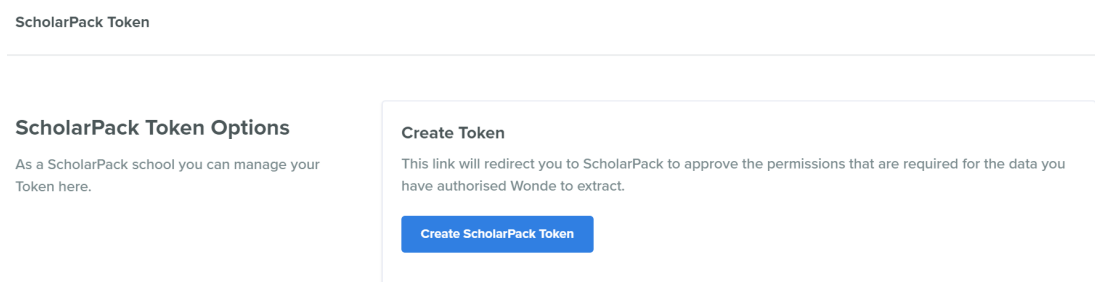 ScholarPack Token
ScholarPack Token Options
As a ScholarPack school you can manage your
Token here.
Create Token
This link will redirect you to ScholarPack to approve the permissions that are required for the data you
have authorised Wonde to extract.
Create ScholarPack Token